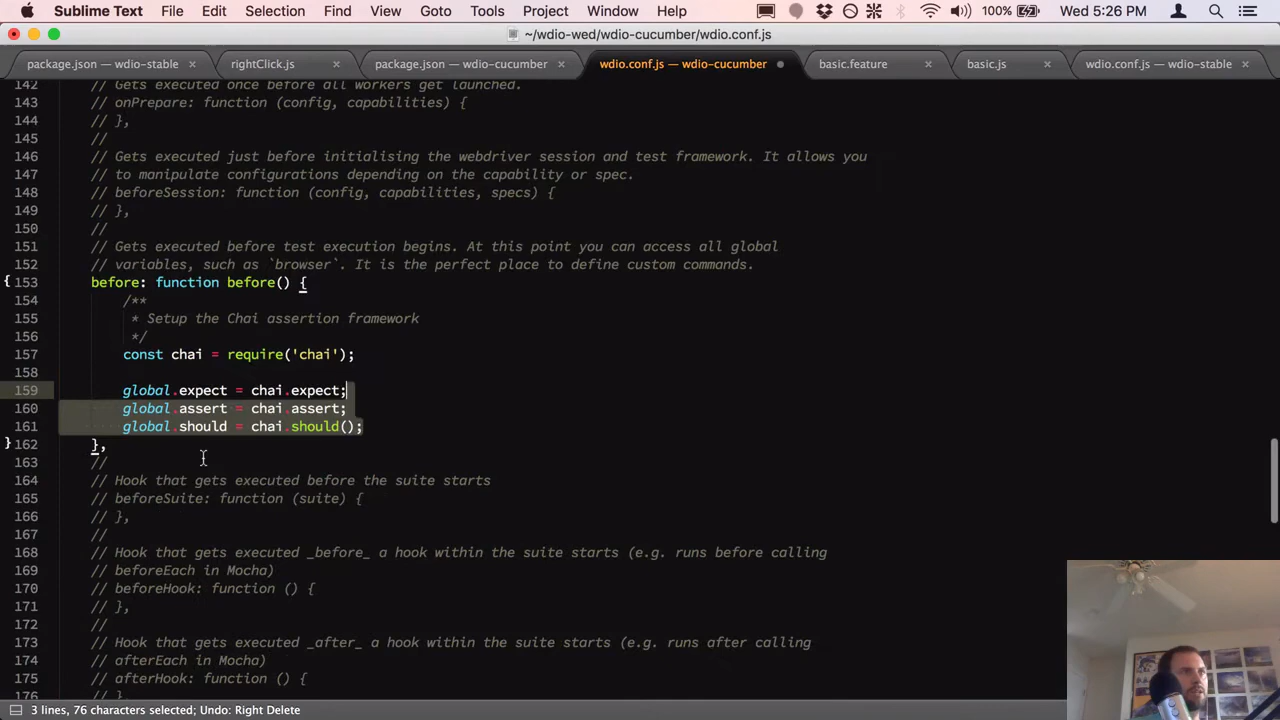 Sublime Text File Edit Selection Find View Goto Tools Project Window Help 100% Wed 5:26 PM
~/wdio-wed/wdio-cucumber/wdio.conf.js
package.json — wdio-stable × rightClick.js × package.json — wdio-cucumber × wdio.conf.js — wdio-cucumber basic.feature × basic.js × wdio.conf.js — wdio-stable ×
142 // Gets executed once before all workers get launched.
143 // onPrepare: function (config, capabilities) {
144 // },
145 //
146 // Gets executed just before initialising the webdriver session and test framework. It allows you
147 // to manipulate configurations depending on the capability or spec.
148 // beforeSession: function (config, capabilities, specs) {
149 // },
150 //
151 // Gets executed before test execution begins. At this point you can access all global
152 // variables, such as `browser`. It is the perfect place to define custom commands.
{ 153 before: function before() {
154 /**
155 * Setup the Chai assertion framework
156 */
157 const chai = require('chai');
158
159 global.expect = chai.expect;
160 global.assert = chai.assert;
161 global.should = chai.should();
} 162 },
163 //
164 // Hook that gets executed before the suite starts
165 // beforeSuite: function (suite) {
166 // },
167 //
168 // Hook that gets executed _before_ a hook within the suite starts (e.g. runs before calling
169 // beforeEach in Mocha)
170 // beforeHook: function () {
171 // },
172 //
173 // Hook that gets executed _after_ a hook within the suite starts (e.g. runs after calling
174 // afterEach in Mocha)
175 // afterHook: function () {
176 // },
3 lines, 76 characters selected; Undo: Right Delete